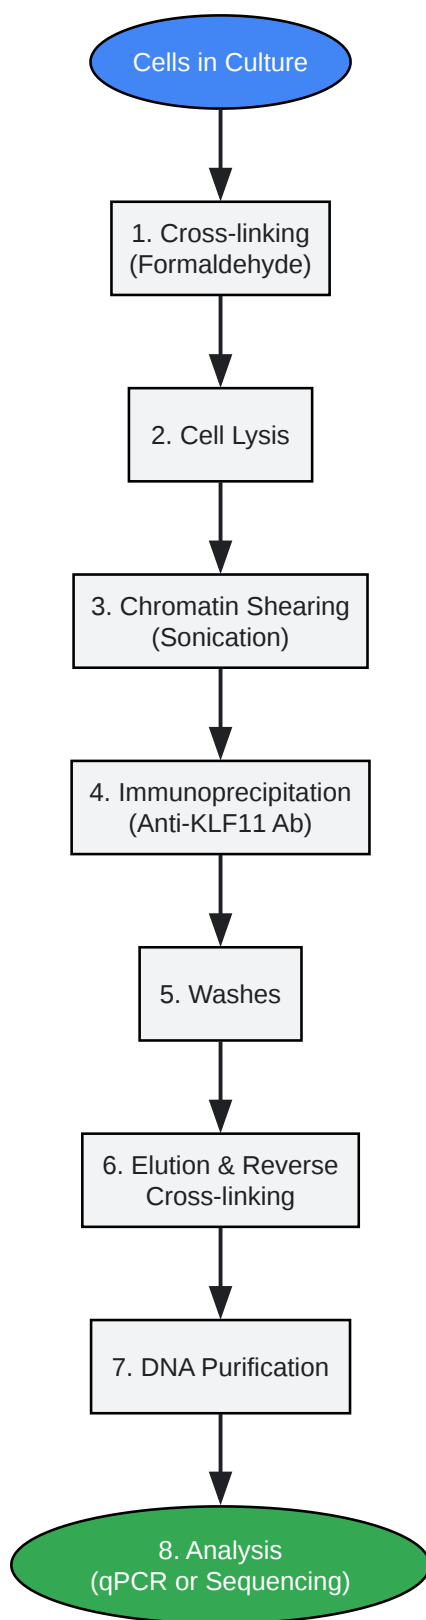 Cells in Culture
1. Cross-linking
(Formaldehyde)
2. Cell Lysis
3. Chromatin Shearing
(Sonication)
4. Immunoprecipitation
(Anti-KLF11 Ab)
5. Washes
6. Elution & Reverse
Cross-linking
7. DNA Purification
8. Analysis
(qPCR or Sequencing)